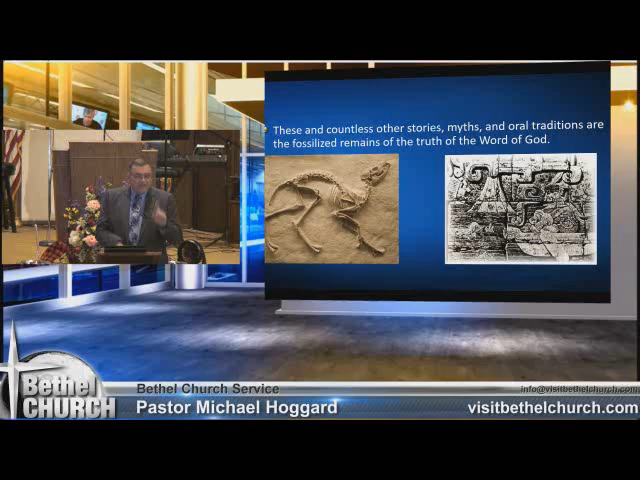 These and countless other stories, myths, and oral traditions are
the fossilized remains of the truth of the Word of God.
Bethel
CHURCH
Bethel Church Service
info@visitbethelchurch.com
Pastor Michael Hoggard
visitbethelchurch.com